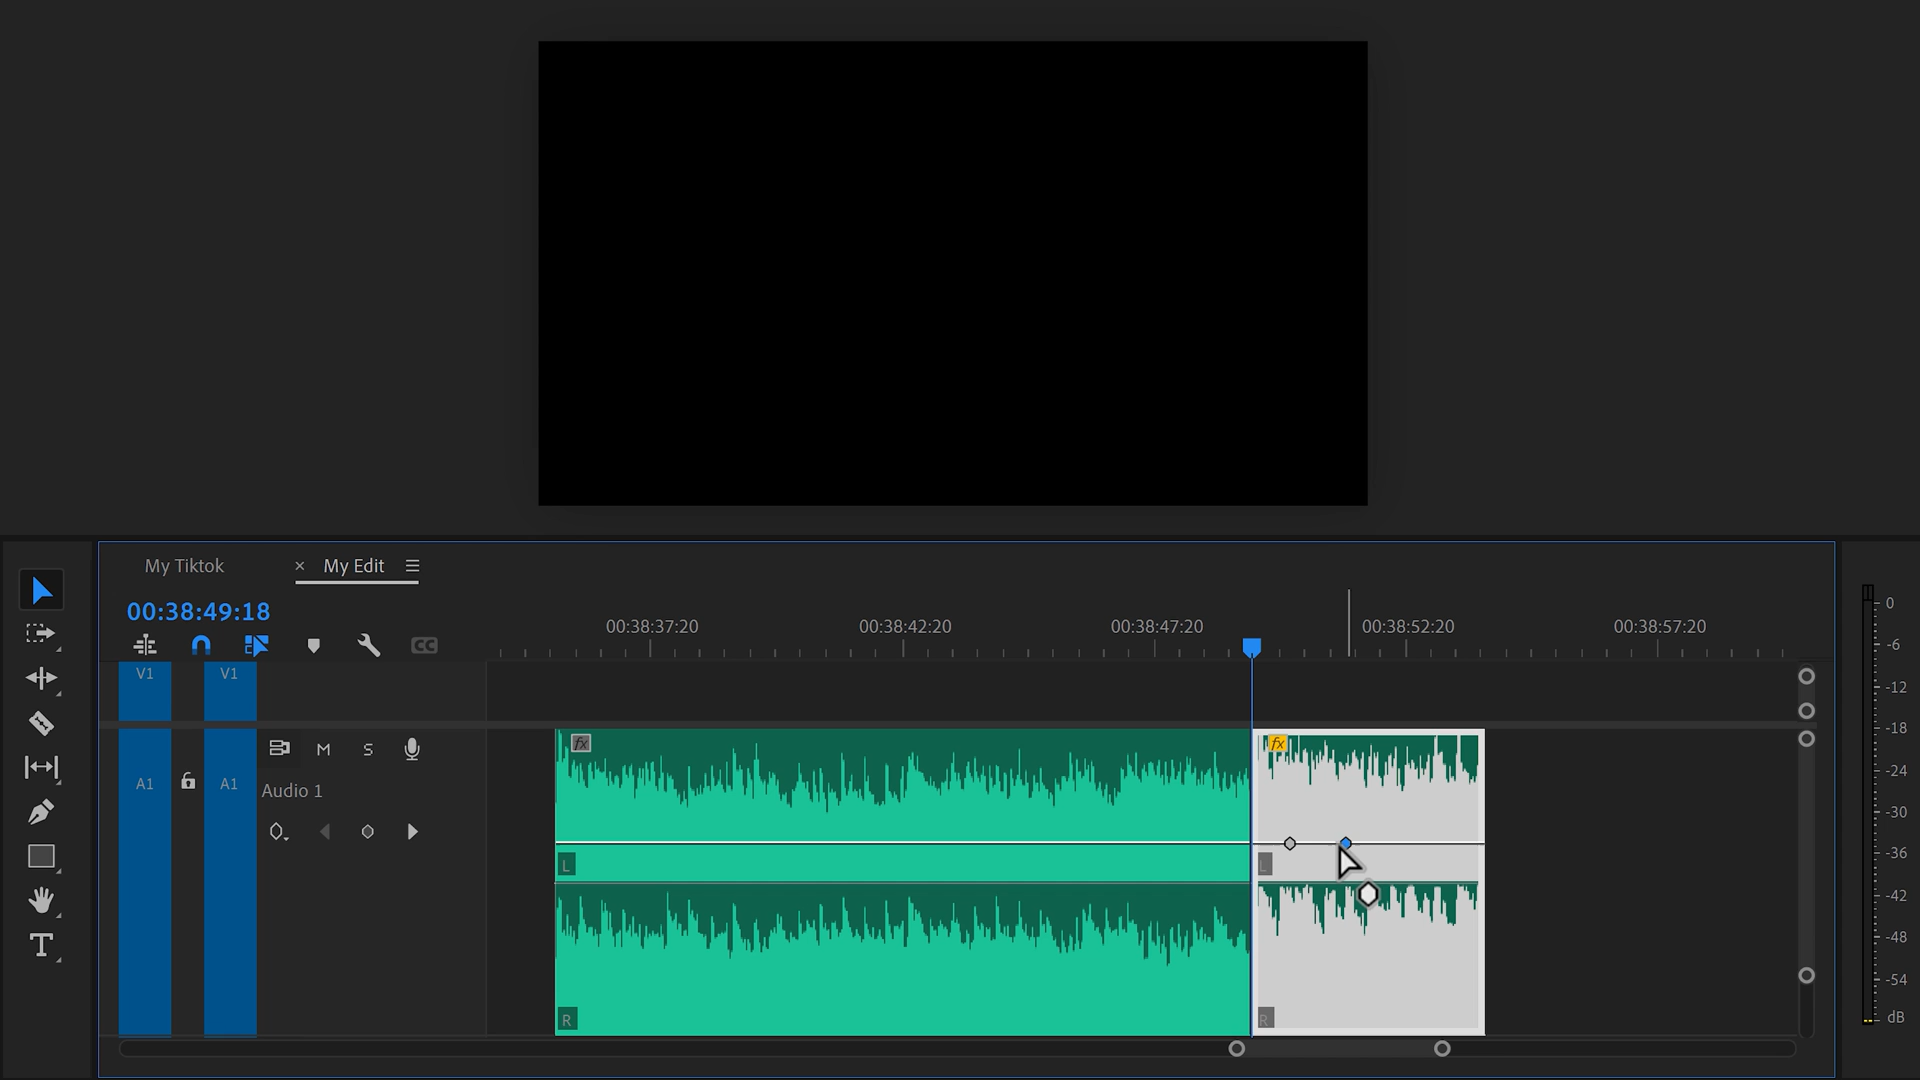 My Tiktok
× My Edit
00:38:49:18
00:38:37:20 00:38:42:20 00:38:47:20 00:38:52:20 00:38:57:20
CC
V1 V1
A1 A1
M S
Audio 1
fx fx
L L
R R
T
0
-6
-12
-18
-24
-30
-36
-42
-48
-54
dB